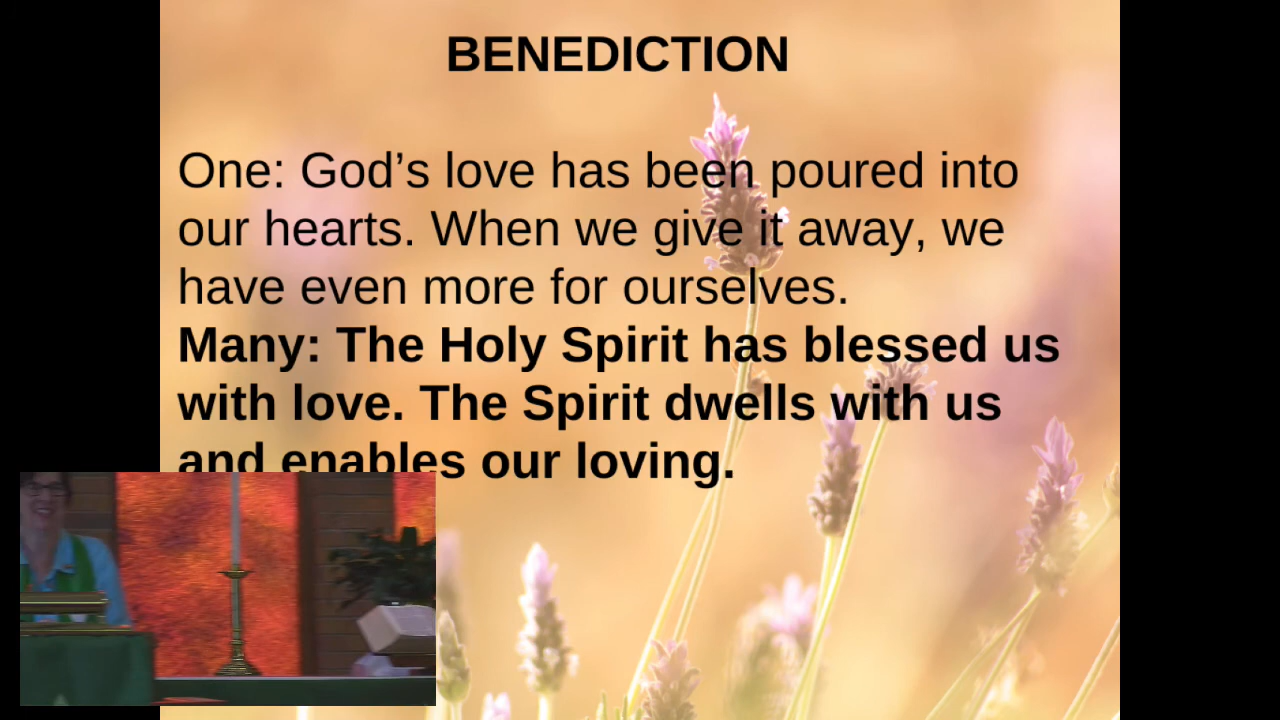 BENEDICTION
One: God’s love has been poured into
our hearts. When we give it away, we
have even more for ourselves.
Many: The Holy Spirit has blessed us
with love. The Spirit dwells with us
and enables our loving.